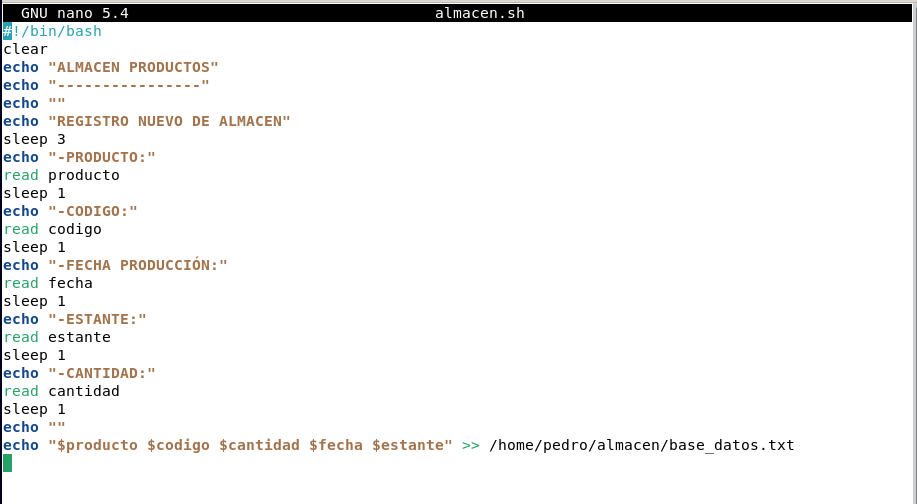 GNU nano 5.4 almacen.sh
#!/bin/bash
clear
echo "ALMACEN PRODUCTOS"
echo "----------------"
echo ""
echo "REGISTRO NUEVO DE ALMACEN"
sleep 3
echo "-PRODUCTO:"
read producto
sleep 1
echo "-CODIGO:"
read codigo
sleep 1
echo "-FECHA PRODUCCIÓN:"
read fecha
sleep 1
echo "-ESTANTE:"
read estante
sleep 1
echo "-CANTIDAD:"
read cantidad
sleep 1
echo ""
echo "$producto $codigo $cantidad $fecha $estante" >> /home/pedro/almacen/base_datos.txt